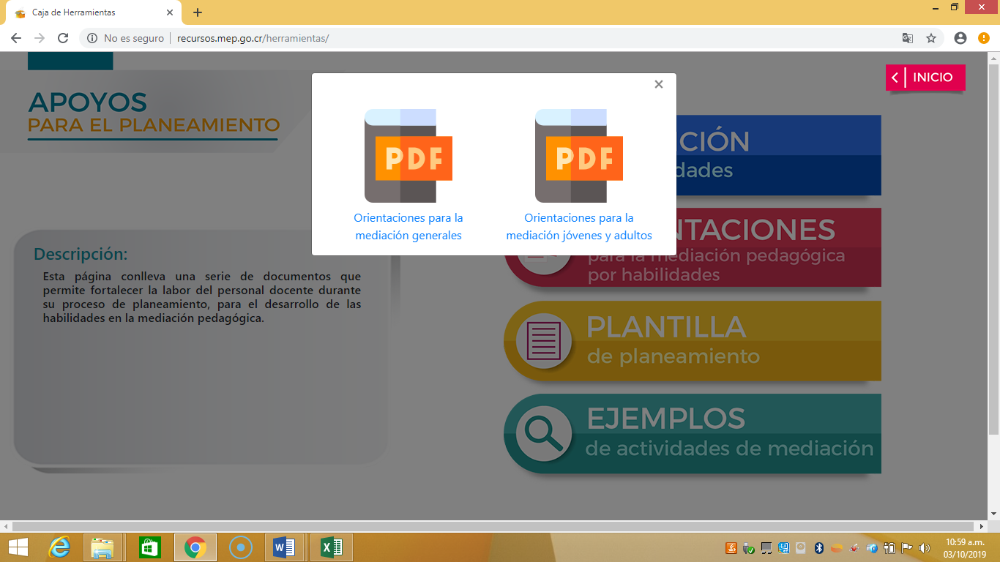 Caja de Herramientas
No es seguro
recursos.mep.go.cr/herramientas/
INICIO
APOYOS
PARA EL PLANEAMIENTO
PDF
PDF
Orientaciones para la
mediación generales
Orientaciones para la
mediación jóvenes y adultos
CIÓN
dades
NTACIONES
para la mediación pedagógica
por habilidades
Descripción:
Esta página conlleva una serie de documentos que
permite fortalecer la labor del personal docente durante
su proceso de planeamiento, para el desarrollo de las
habilidades en la mediación pedagógica.
PLANTILLA
de planeamiento
EJEMPLOS
de actividades de mediación
10:59 a.m.
03/10/2019